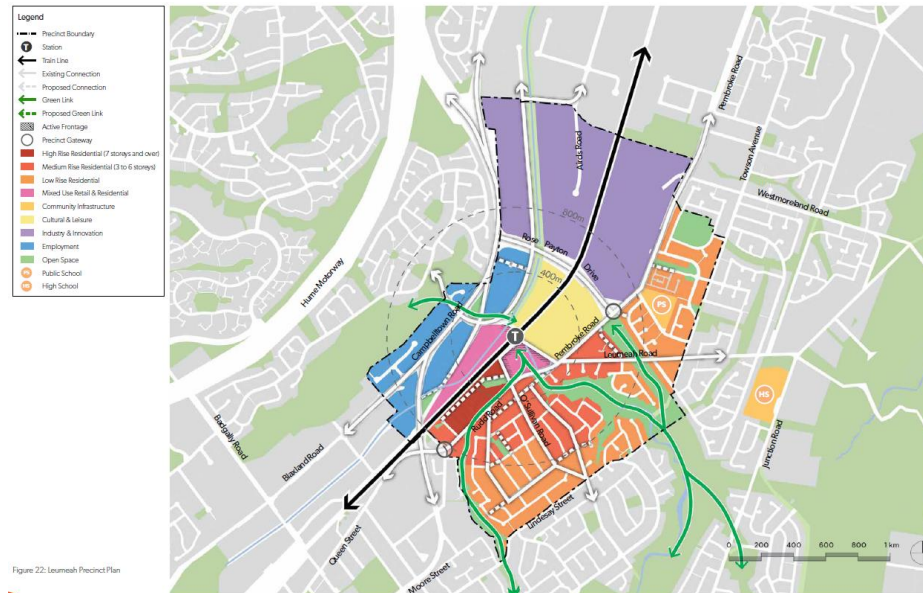 Legend
Precinct Boundary
T
Station
Train Line
Existing Connection
Proposed Connection
Green Link
Proposed Green Link
Active Frontage
Precinct Gateway
High Rise Residential (7 storeys and over)
Medium Rise Residential (3 to 6 storeys)
Low Rise Residential
Mixed Use Retail & Residential
Community Infrastructure
Cultural & Leisure
Industry & Innovation
Employment
Open Space
PS
Public School
HS
High School
Pembroke Road
Airds Road
Towson Avenue
Westmoreland Road
800m
Rose Payton Drive
400m
Hume Motorway
Campbelltown Road
PS
T
Pembroke Road
Leumeah Road
HS
Rudd Road
O'Sullivan Road
Badgally Road
Blaxland Road
Junction Road
Lindesay Street
Queen Street
Moore Street
0 200 400 600 800 1km
Figure 22: Leumeah Precinct Plan